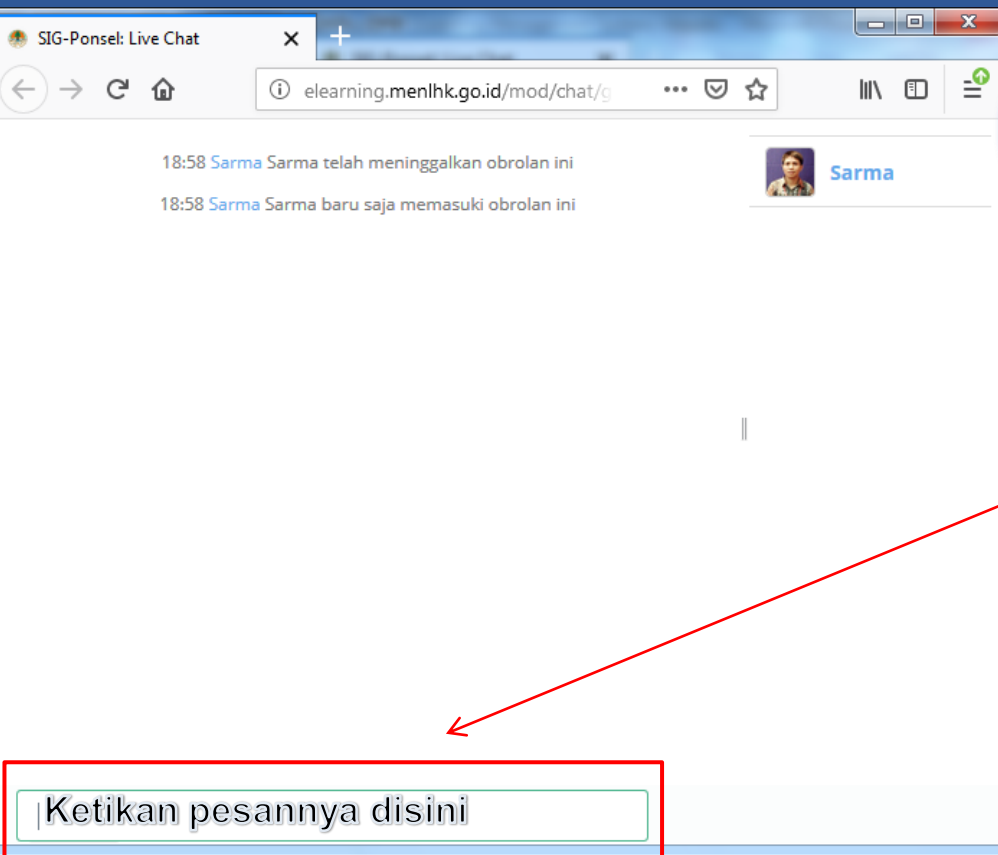 SIG-Ponsel: Live Chat
elearning.menlhk.go.id/mod/chat/g
18:58 Sarma Sarma telah meninggalkan obrolan ini
18:58 Sarma Sarma baru saja memasuki obrolan ini
Sarma
Ketikan pesannya disini